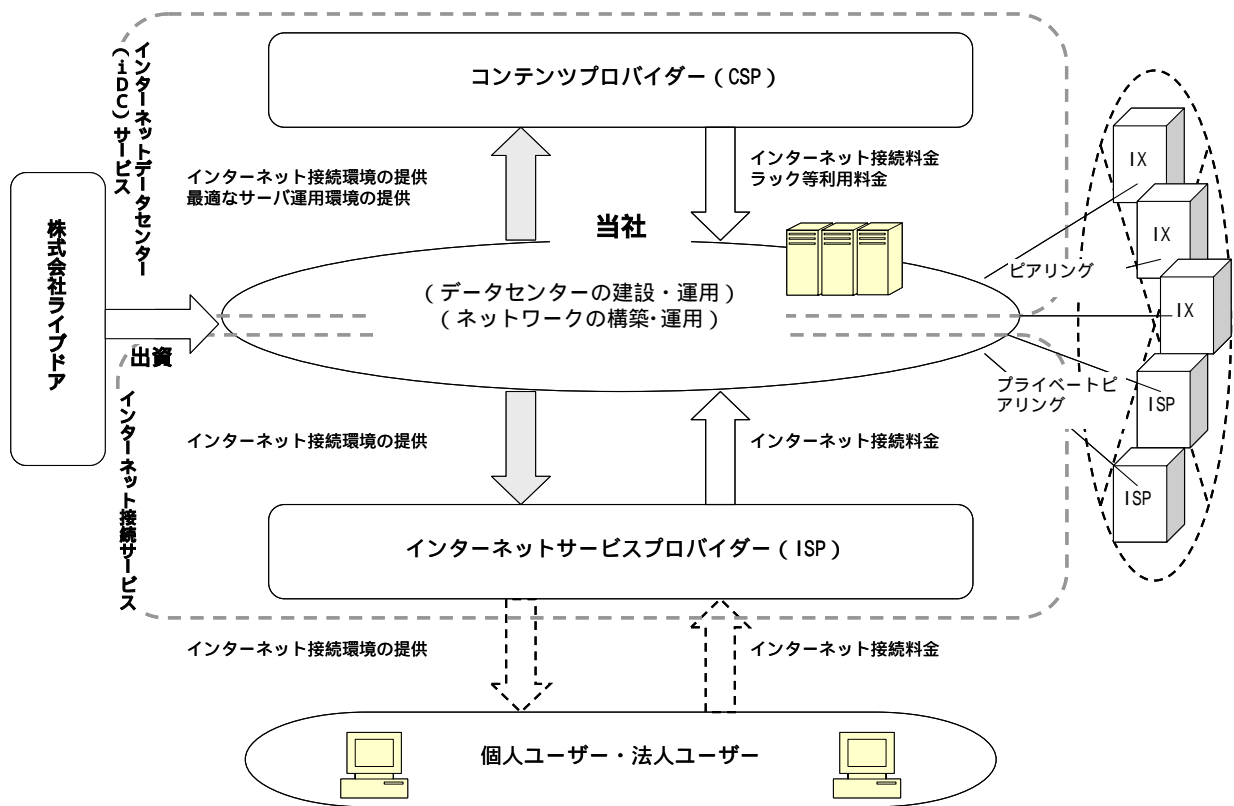 コンテンツプロバイダー（CSP）
インターネットデータセンター
（iDC）サービス
インターネット接続環境の提供
最適なサーバ運用環境の提供
インターネット接続料金
ラック等利用料金
IX
IX
IX
ISP
ISP
株式会社ライブドア
出資
当社
（データセンターの建設・運用）
（ネットワークの構築・運用）
ピアリング
プライベートピ
アリング
インターネット接続サービス
インターネット接続環境の提供
インターネット接続料金
インターネットサービスプロバイダー（ISP）
インターネット接続環境の提供
インターネット接続料金
個人ユーザー・法人ユーザー